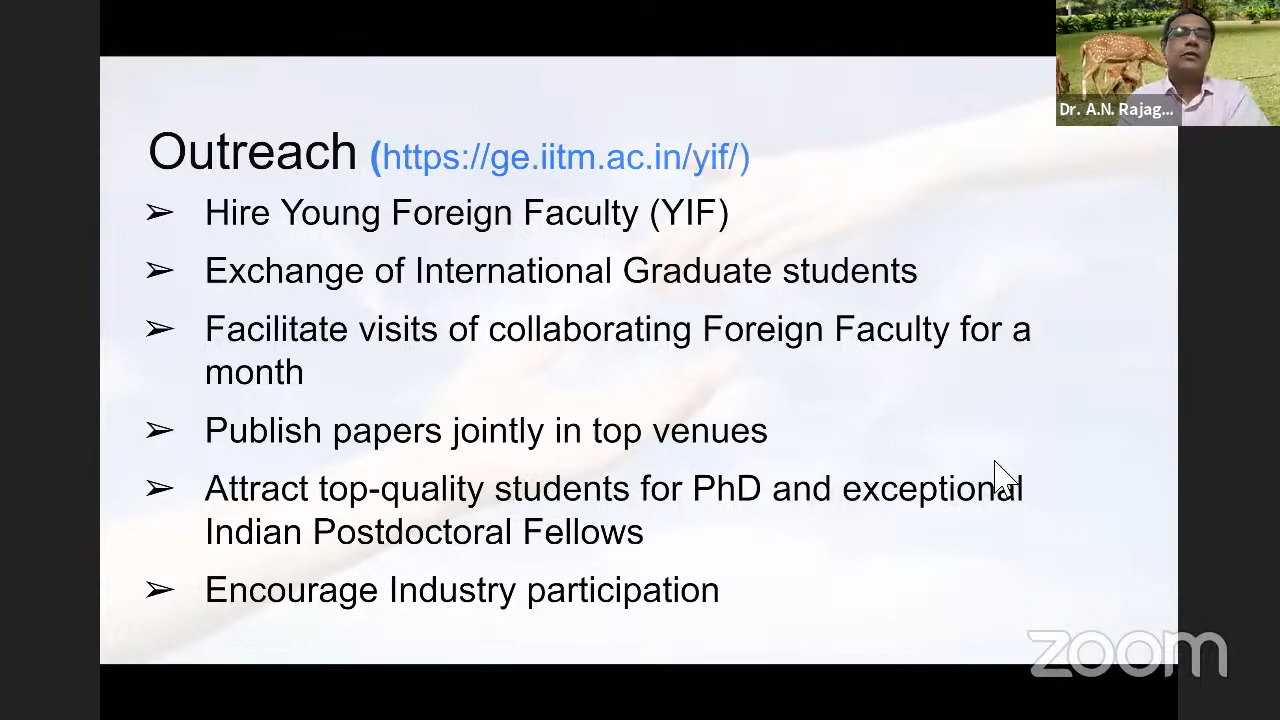 Dr. A.N. Rajag...
Outreach (https://ge.iitm.ac.in/yif/)
➢ Hire Young Foreign Faculty (YIF)
➢ Exchange of International Graduate students
➢ Facilitate visits of collaborating Foreign Faculty for a
month
➢ Publish papers jointly in top venues
➢ Attract top-quality students for PhD and exceptional
Indian Postdoctoral Fellows
➢ Encourage Industry participation
zoom